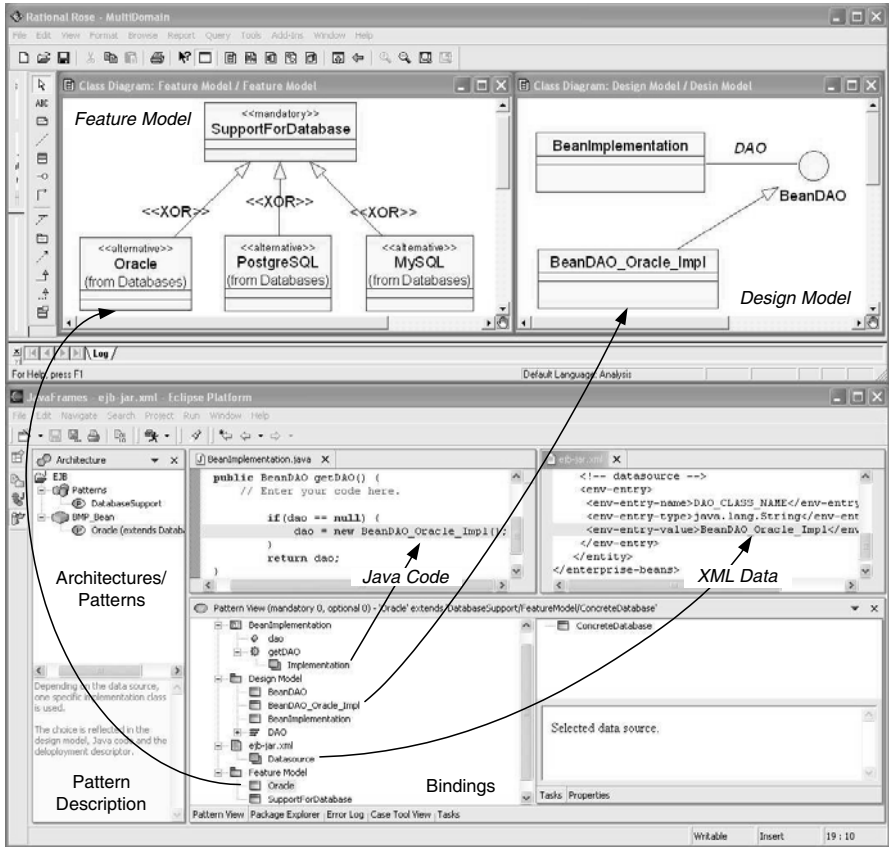 Rational Rose - MultiDomain
File Edit View Format Browse Report Query Tools Add-Ins Window Help
Class Diagram: Feature Model / Feature Model
Feature Model
<<mandatory>>
SupportForDatabase
<<XOR>>
<<XOR>>
<<XOR>>
<<alternative>>
Oracle
(from Databases)
<<alternative>>
PostgreSQL
(from Databases)
<<alternative>>
MySQL
(from Databases)
ABC
Class Diagram: Design Model / Desin Model
BeanImplementation
DAO
BeanDAO
BeanDAO_Oracle_Impl
Design Model
Log
For Help, press F1
Default Language: Analysis
JavaFrames - ejb-jar.xml - Eclipse Platform
File Edit Navigate Search Project Run Window Help
Architecture
EJB
Patterns
DatabaseSupport
BMP_Bean
Oracle (extends Datab
Architectures/
Patterns
Depending on the data source,
one specific implementation class
is used.
The choice is reflected in the
design model, Java code and the
deloployment descriptor.
Pattern
Description
BeanImplementation.java
public BeanDAO getDAO() {
// Enter your code here.
if(dao == null) {
dao = new BeanDAO_Oracle_Impl();
}
return dao;
}
Java Code
ejb-jar.xml
<!-- datasource -->
<env-entry>
<env-entry-name>DAO_CLASS_NAME</env-entry
<env-entry-type>java.lang.String</env-ent
<env-entry-value>BeanDAO_Oracle_Impl</env
</env-entry>
</entity>
</enterprise-beans>
XML Data
Pattern View (mandatory 0, optional 0) - 'Oracle' extends 'DatabaseSupport/FeatureModel/ConcreteDatabase'
BeanImplementation
dao
getDAO
Implementation
Design Model
BeanDAO
BeanDAO_Oracle_Impl
BeanImplementation
DAO
ejb-jar.xml
Datasource
Feature Model
Oracle
SupportForDatabase
Bindings
ConcreteDatabase
Selected data source.
Tasks Properties
Pattern View Package Explorer Error Log Case Tool View Tasks
Writable Insert 19 : 10